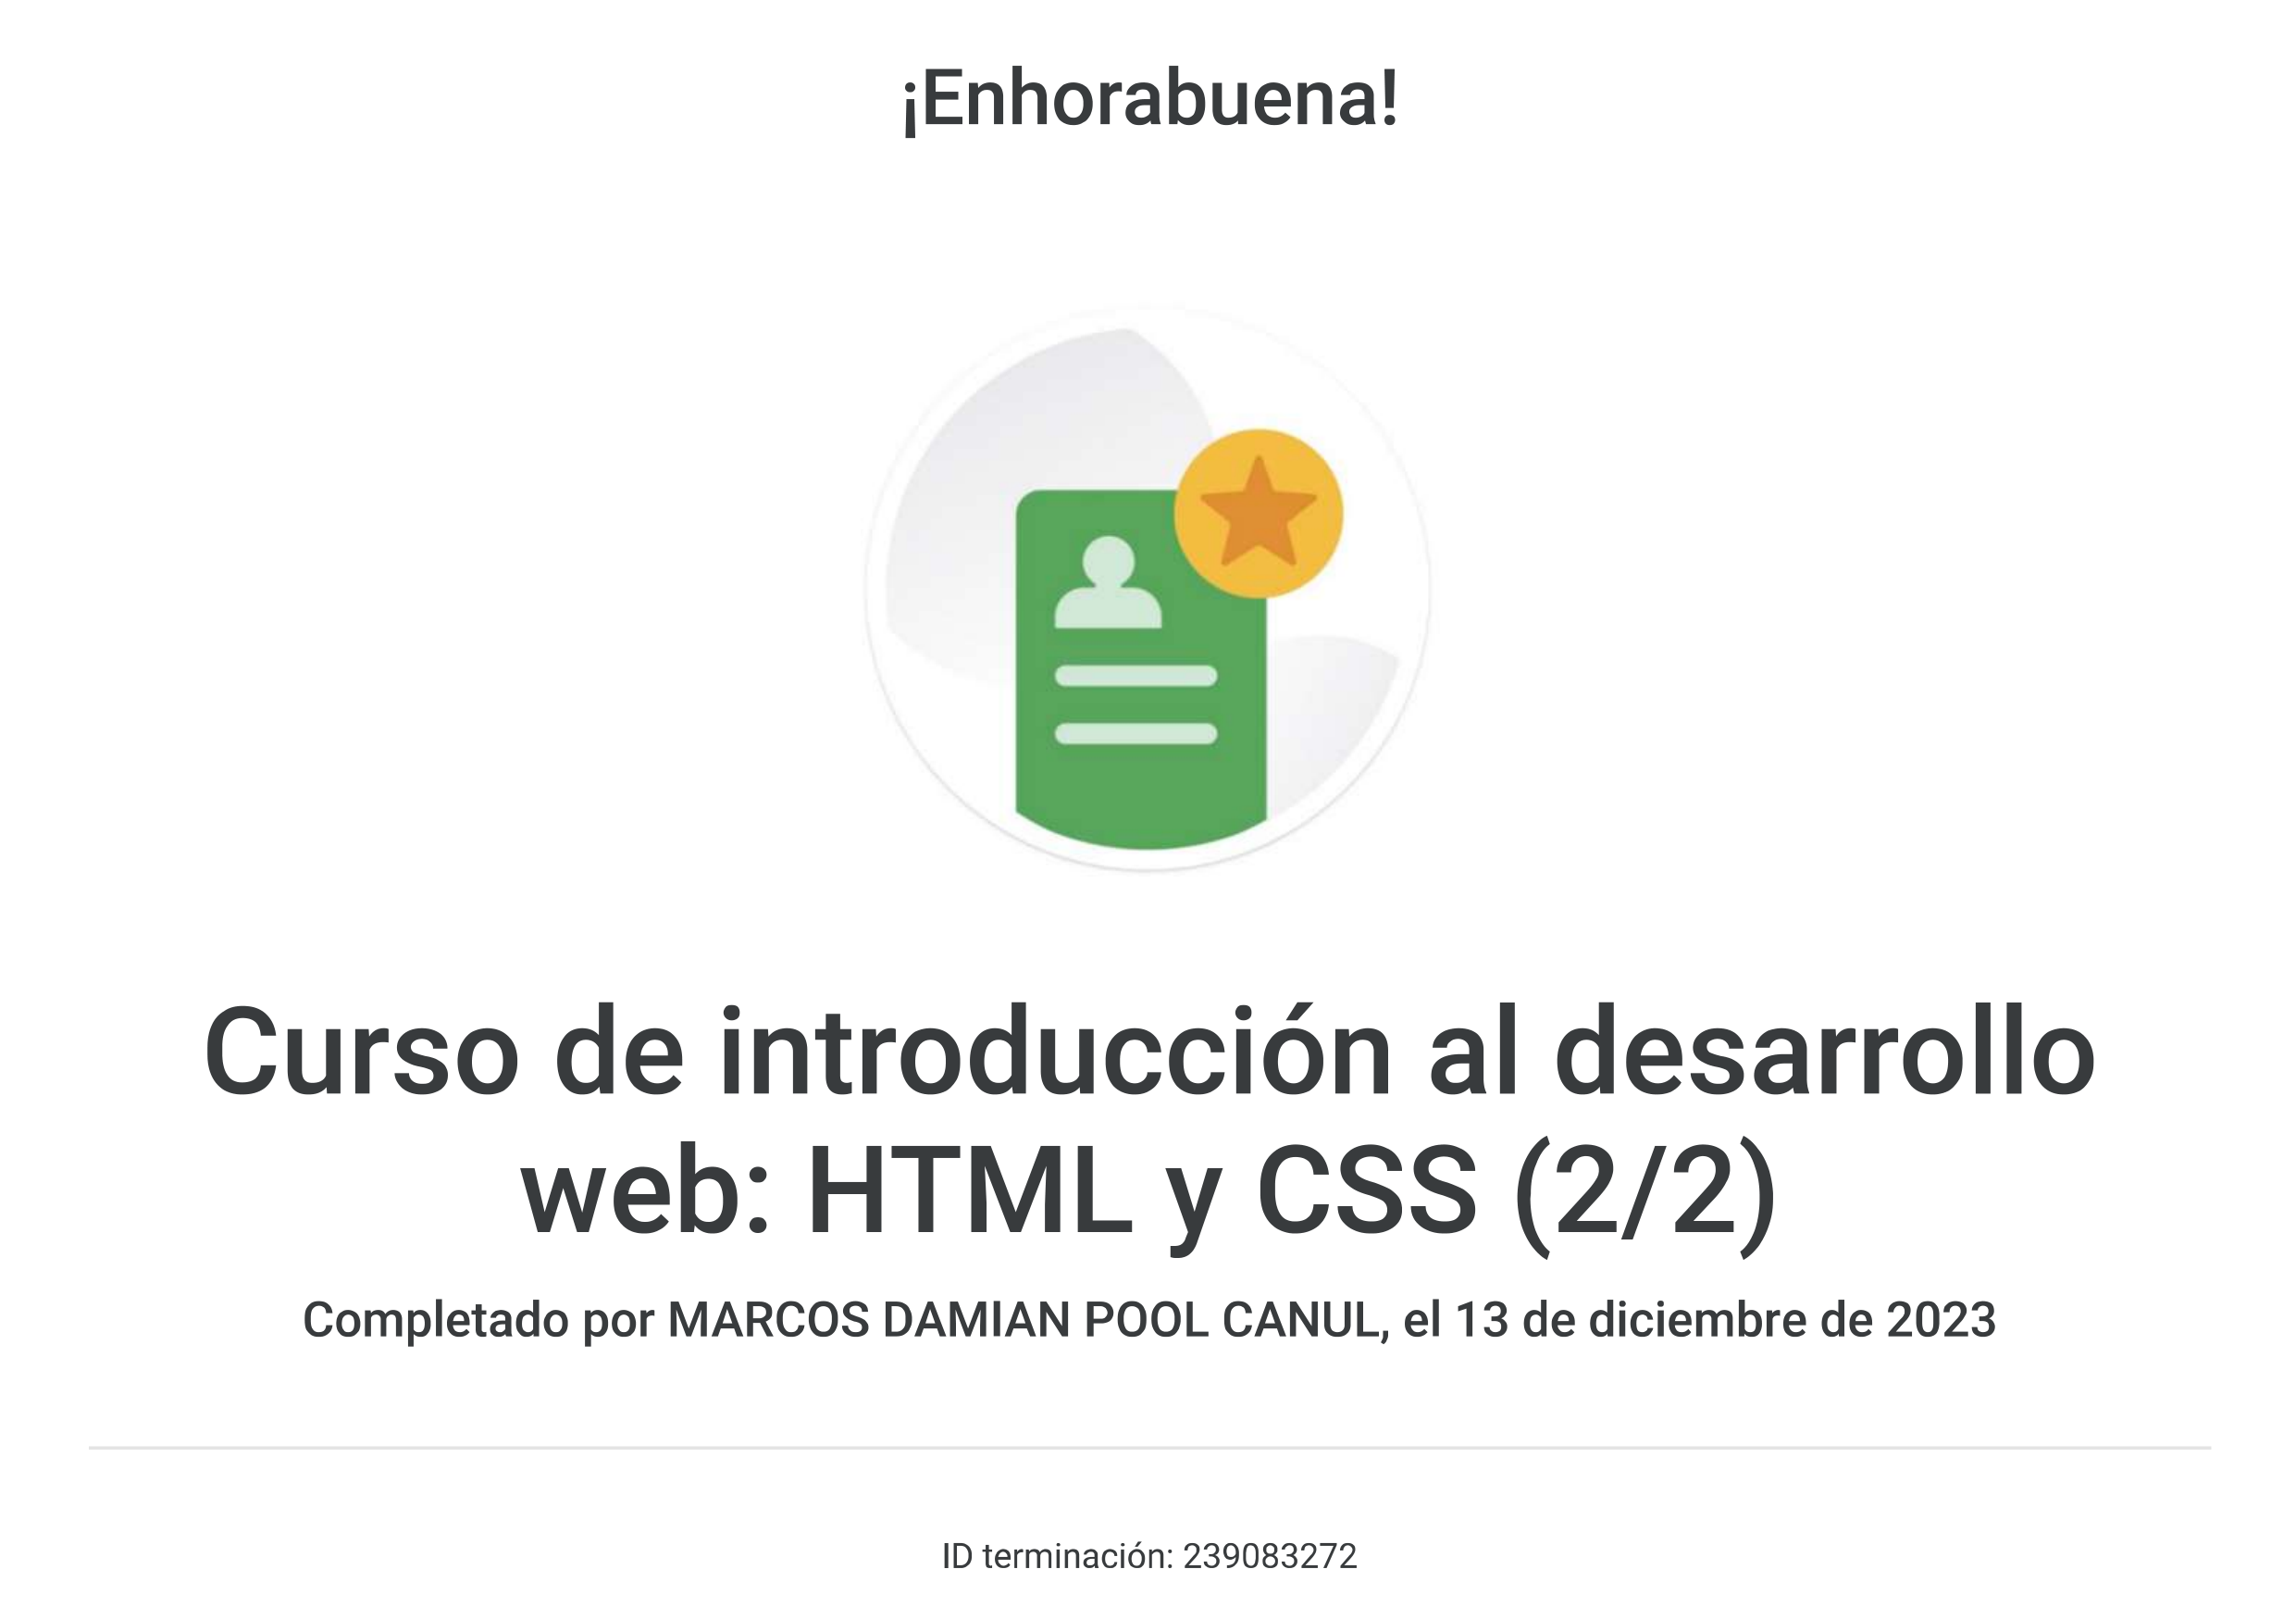 ¡Enhorabuena!
Curso de introducción al desarrollo
web: HTML y CSS (2/2)
Completado por MARCOS DAMIAN POOL CANUL, el 13 de diciembre de 2023
ID terminación: 239083272